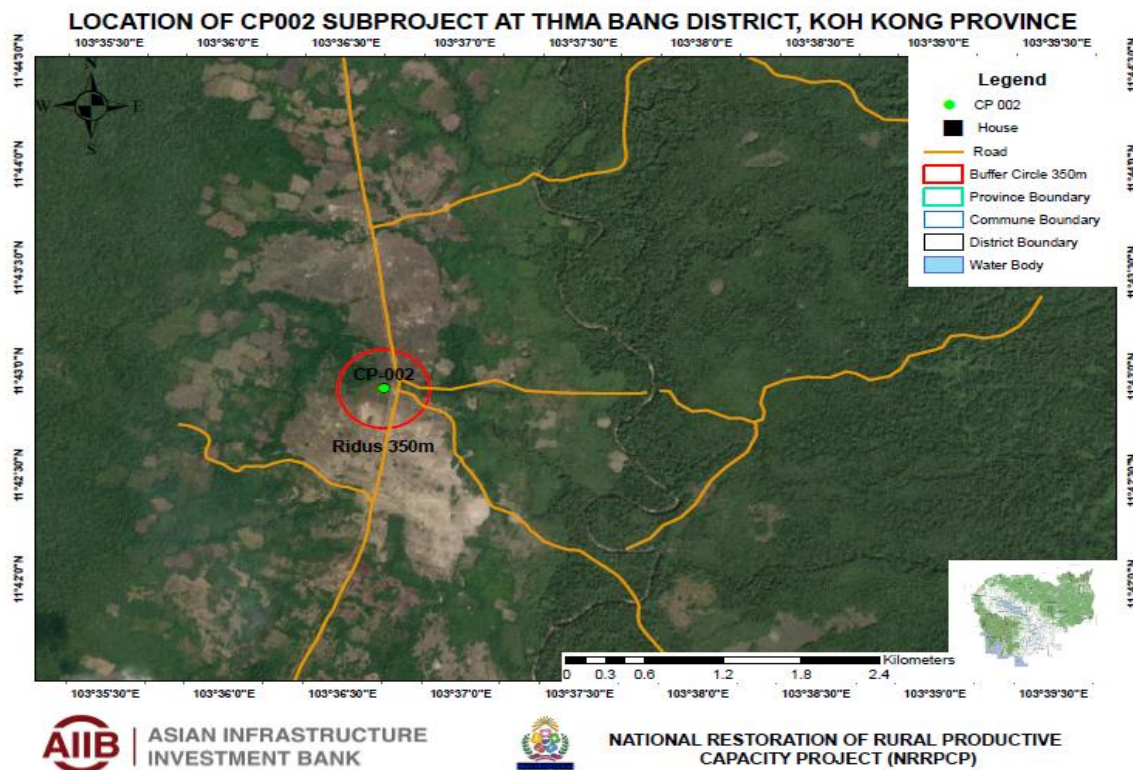 LOCATION OF CP002 SUBPROJECT AT THMA BANG DISTRICT, KOH KONG PROVINCE
103°35'30"E 103°36'0"E 103°36'30"E 103°37'0"E 103°37'30"E 103°38'0"E 103°38'30"E 103°39'0"E 103°39'30"E
11°44'30"N
11°44'0"N
11°43'30"N
11°43'0"N
11°42'30"N
11°42'0"N
N
W E
S
Legend
CP 002
House
Road
Buffer Circle 350m
Province Boundary
Commune Boundary
District Boundary
Water Body
CP-002
Ridus 350m
Kilometers
0 0.3 0.6 1.2 1.8 2.4
103°35'30"E 103°36'0"E 103°36'30"E 103°37'0"E 103°37'30"E 103°38'0"E 103°38'30"E 103°39'0"E 103°39'30"E
AIIB
ASIAN INFRASTRUCTURE
INVESTMENT BANK
NATIONAL RESTORATION OF RURAL PRODUCTIVE
CAPACITY PROJECT (NRRPCP)